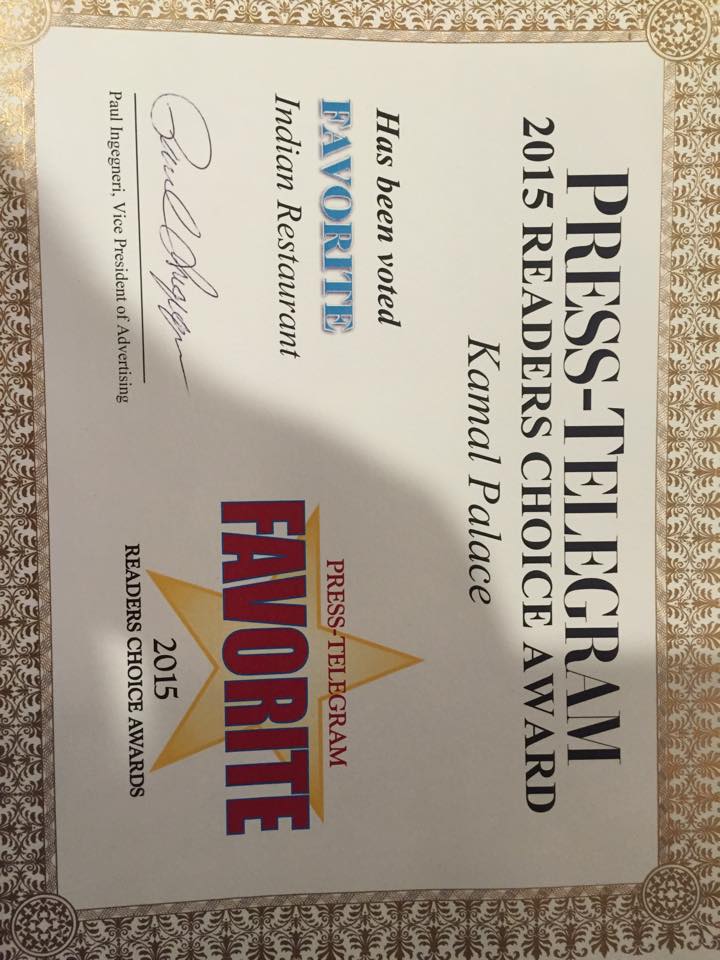 PRESS-TELEGRAM
2015 READERS CHOICE AWARD
Kamal Palace
Has been voted
FAVORITE
Indian Restaurant
Paul Ingegneri, Vice President of Advertising
PRESS-TELEGRAM
FAVORITE
2015
READERS CHOICE AWARDS